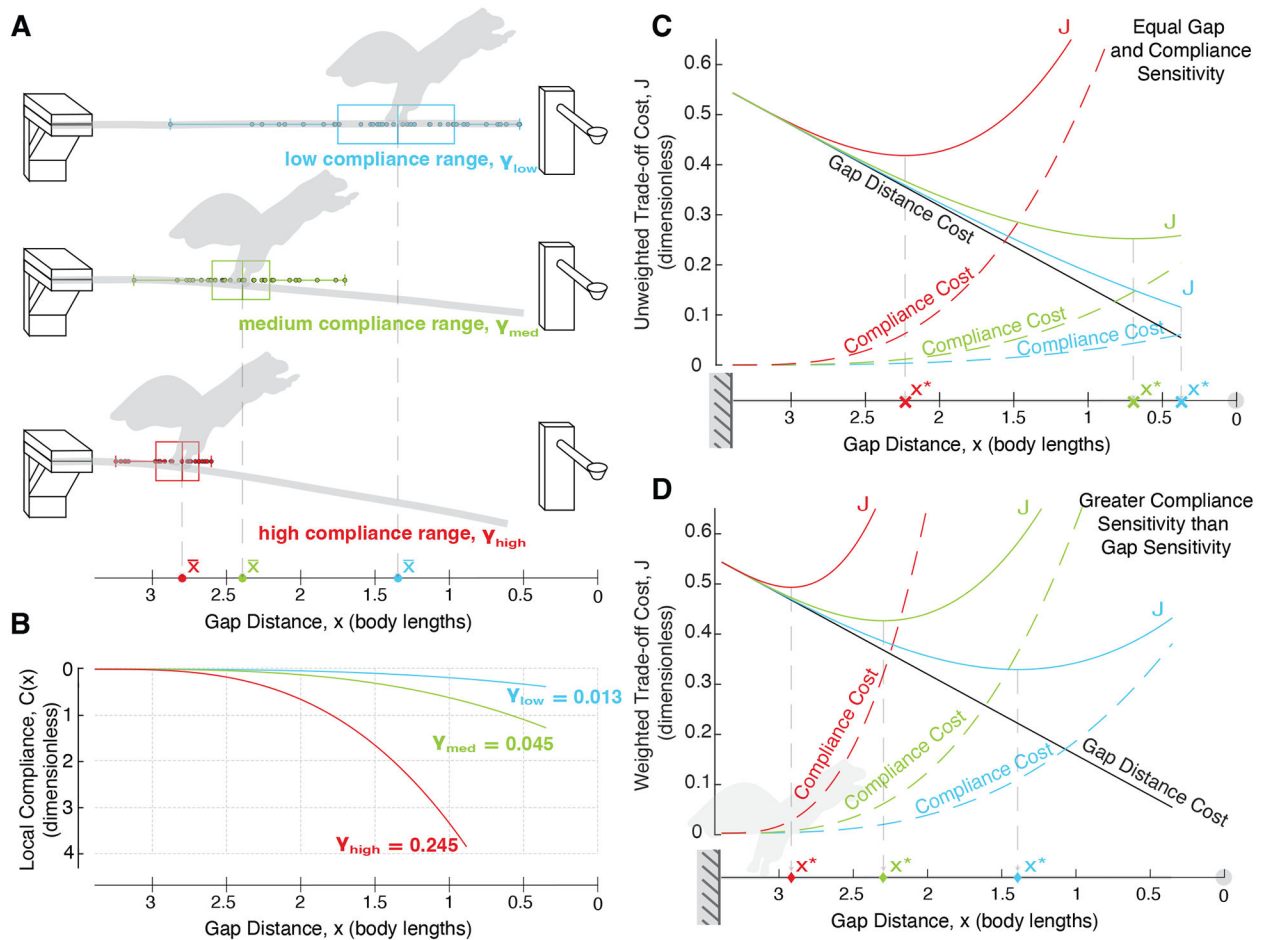 A
low compliance range, γlow
medium compliance range, γmed
high compliance range, γhigh
x̄ x̄ x̄
3 2.5 2 1.5 1 0.5 0
Gap Distance, x (body lengths)
B
Local Compliance, C(x)
(dimensionless)
0
1
2
3
4
γlow = 0.013
γmed = 0.045
γhigh = 0.245
3 2.5 2 1.5 1 0.5 0
Gap Distance, x (body lengths)
C
Equal Gap
and Compliance
Sensitivity
Unweighted Trade-off Cost, J
(dimensionless)
0.6
0.5
0.4
0.3
0.2
0.1
0
J
J
J
Gap Distance Cost
Compliance Cost
Compliance Cost
Compliance Cost
x* x* x*
3 2.5 2 1.5 1 0.5 0
Gap Distance, x (body lengths)
D
Greater Compliance
Sensitivity than
Gap Sensitivity
Weighted Trade-off Cost, J
(dimensionless)
0.6
0.5
0.4
0.3
0.2
0.1
0
J
J
J
Compliance Cost
Compliance Cost
Compliance Cost
Gap Distance Cost
x* x* x*
3 2.5 2 1.5 1 0.5 0
Gap Distance, x (body lengths)